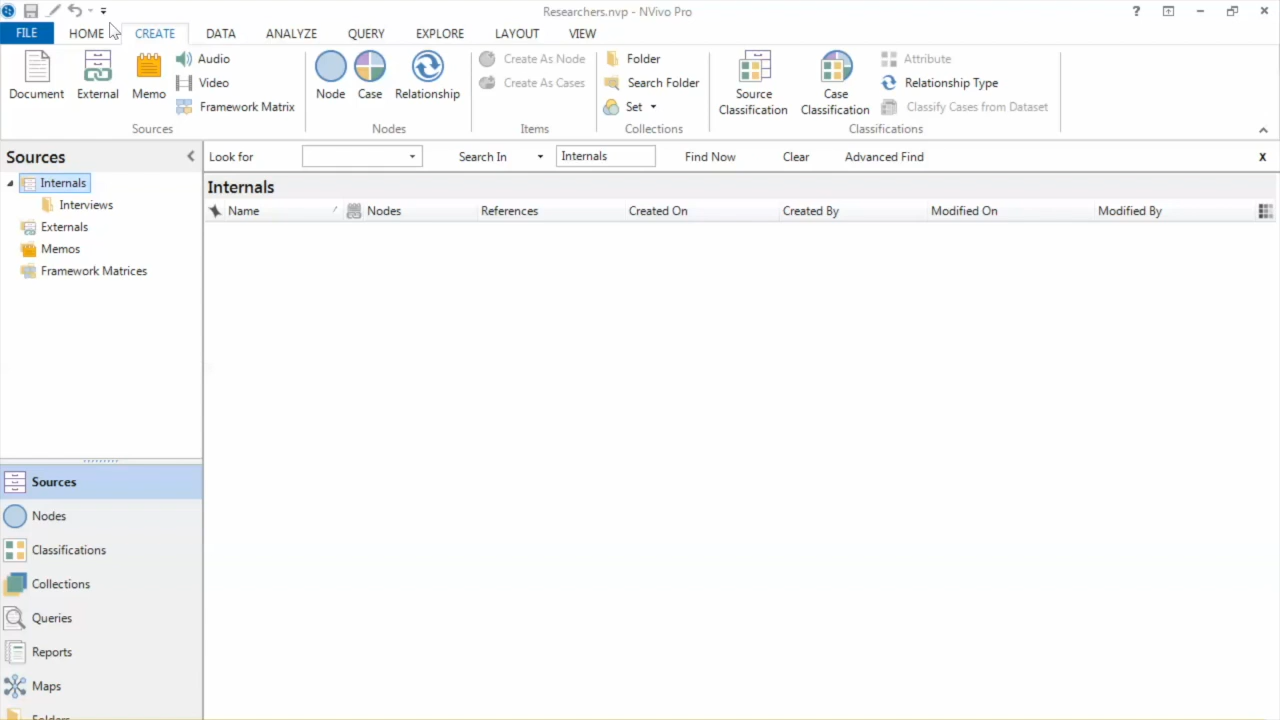 Researchers.nvp - NVivo Pro
?
FILE HOME CREATE DATA ANALYZE QUERY EXPLORE LAYOUT VIEW
Document
External
Memo
Audio
Video
Framework Matrix
Sources
Node
Case
Relationship
Nodes
Create As Node
Create As Cases
Items
Folder
Search Folder
Set
Collections
Source
Classification
Case
Classification
Attribute
Relationship Type
Classify Cases from Dataset
Classifications
Sources
Look for Search In Internals Find Now Clear Advanced Find x
Internals
Interviews
Externals
Memos
Framework Matrices
Internals
Name Nodes References Created On Created By Modified On Modified By
Sources
Nodes
Classifications
Collections
Queries
Reports
Maps
Folders